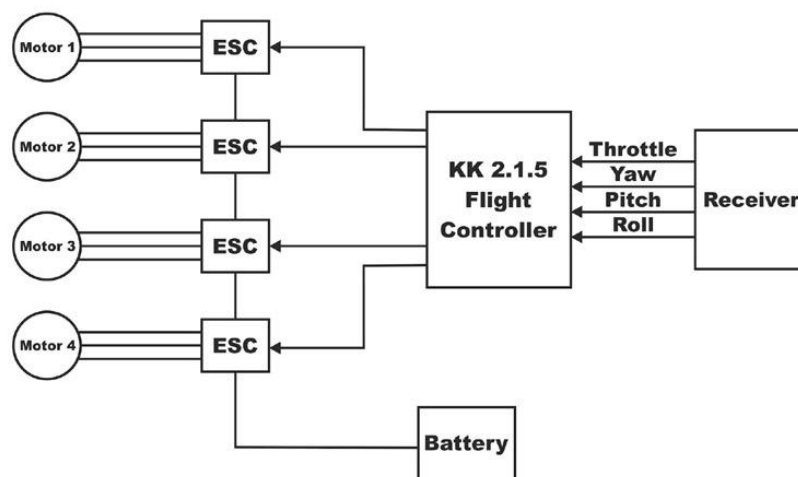 Motor 1
ESC
Motor 2
ESC
KK 2.1.5
Flight
Controller
Throttle
Yaw
Pitch
Roll
Receiver
Motor 3
ESC
Motor 4
ESC
Battery